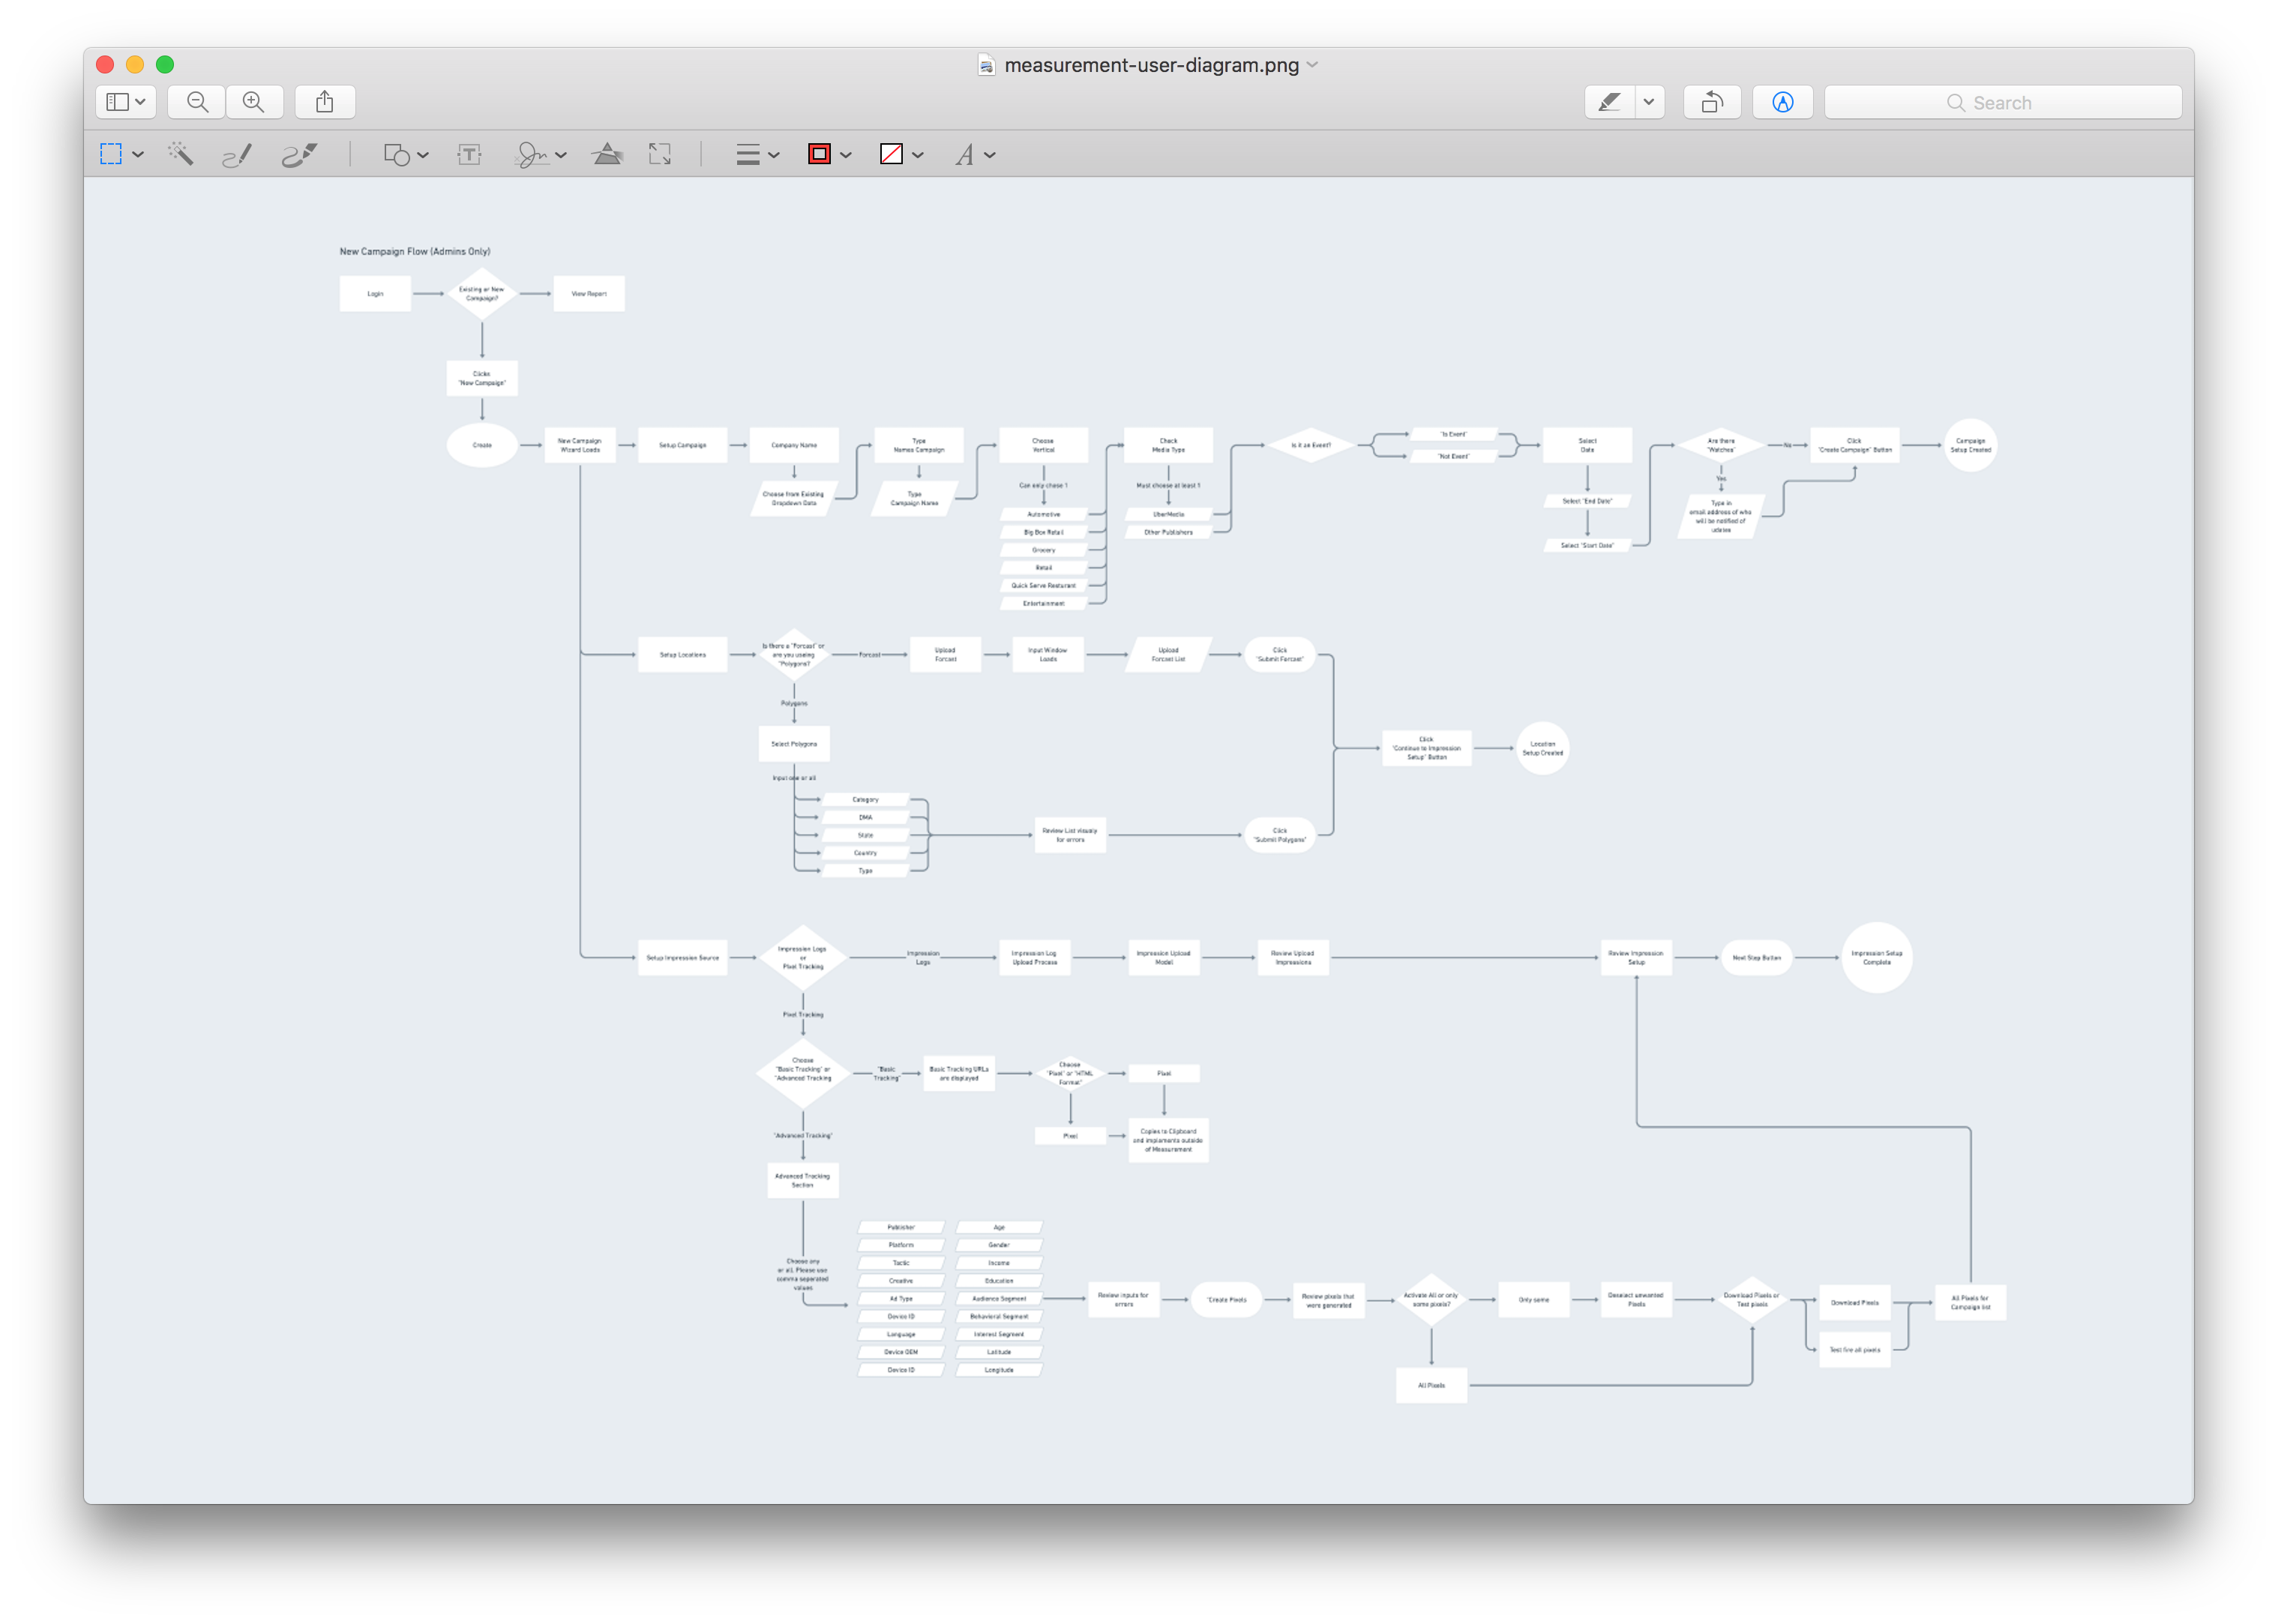 measurement-user-diagram.png
Search
New Campaign Flow (Admins Only)
Login
Existing or New
Campaign?
View Report
Clicks
"New Campaign"
Create
New Campaign
Wizard Loads
Setup Campaign
Company Name
Choose from Existing
Dropdown Data
Type
Names Campaign
Type
Campaign Name
Choose
Vertical
Can only chose 1
Automotive
Big Box Retail
Grocery
Retail
Quick Serve Resturant
Entertainment
Check
Media Type
Must choose at least 1
UberMedia
Other Publishers
Is it an Event?
"Is Event"
"Not Event"
Select
Date
Select "End Date"
Select "Start Date"
Are there
"Watches"
No
Yes
Type in
email address of who
will be notified of
udates
Click
"Create Campaign" Button
Campaign
Setup Created
Setup Locations
Is there a "Forcast" or
are you useing
"Polygons?
Forcast
Upload
Forcast
Input Window
Loads
Upload
Forcast List
Click
"Submit Forcast"
Polygons
Select Polygons
Input one or all
Category
DMA
State
Country
Type
Review List visualy
for errors
Click
"Submit Polygons"
Click
"Continue to Impression
Setup" Button
Location
Setup Created
Setup Impression Source
Impression Logs
or
Pixel Tracking
Impression
Logs
Impression Log
Upload Process
Impression Upload
Model
Review Upload
Impressions
Review Impression
Setup
Next Step Button
Impression Setup
Complete
Pixel Tracking
Choose
"Basic Tracking" or
"Advanced Tracking
"Basic
Tracking"
Basic Tracking URLs
are displayed
Choose
"Pixel" or "HTML
Format"
Pixel
Pixel
Copies to Clipboard
and implements outside
of Measurement
"Advanced Tracking"
Advanced Tracking
Section
Choose any
or all. Please use
comma seperated
values
Publisher
Platform
Tactic
Creative
Ad Type
Device ID
Language
Device OEM
Device ID
Age
Gender
Income
Education
Audience Segment
Behavioral Segment
Interest Segment
Latitude
Longitude
Review inputs for
errors
"Create Pixels
Review pixels that
were generated
Activate All or only
some pixels?
Only some
Deselect unwanted
Pixels
Download Pixels or
Test pixels
Download Pixels
Test fire all pixels
All Pixels for
Campaign list
All Pixels